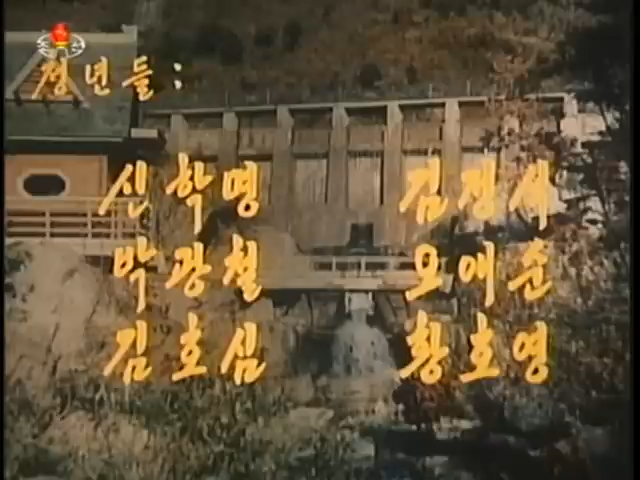 청년들:
신학명 김정서
박광철 오애순
김호심 황호영